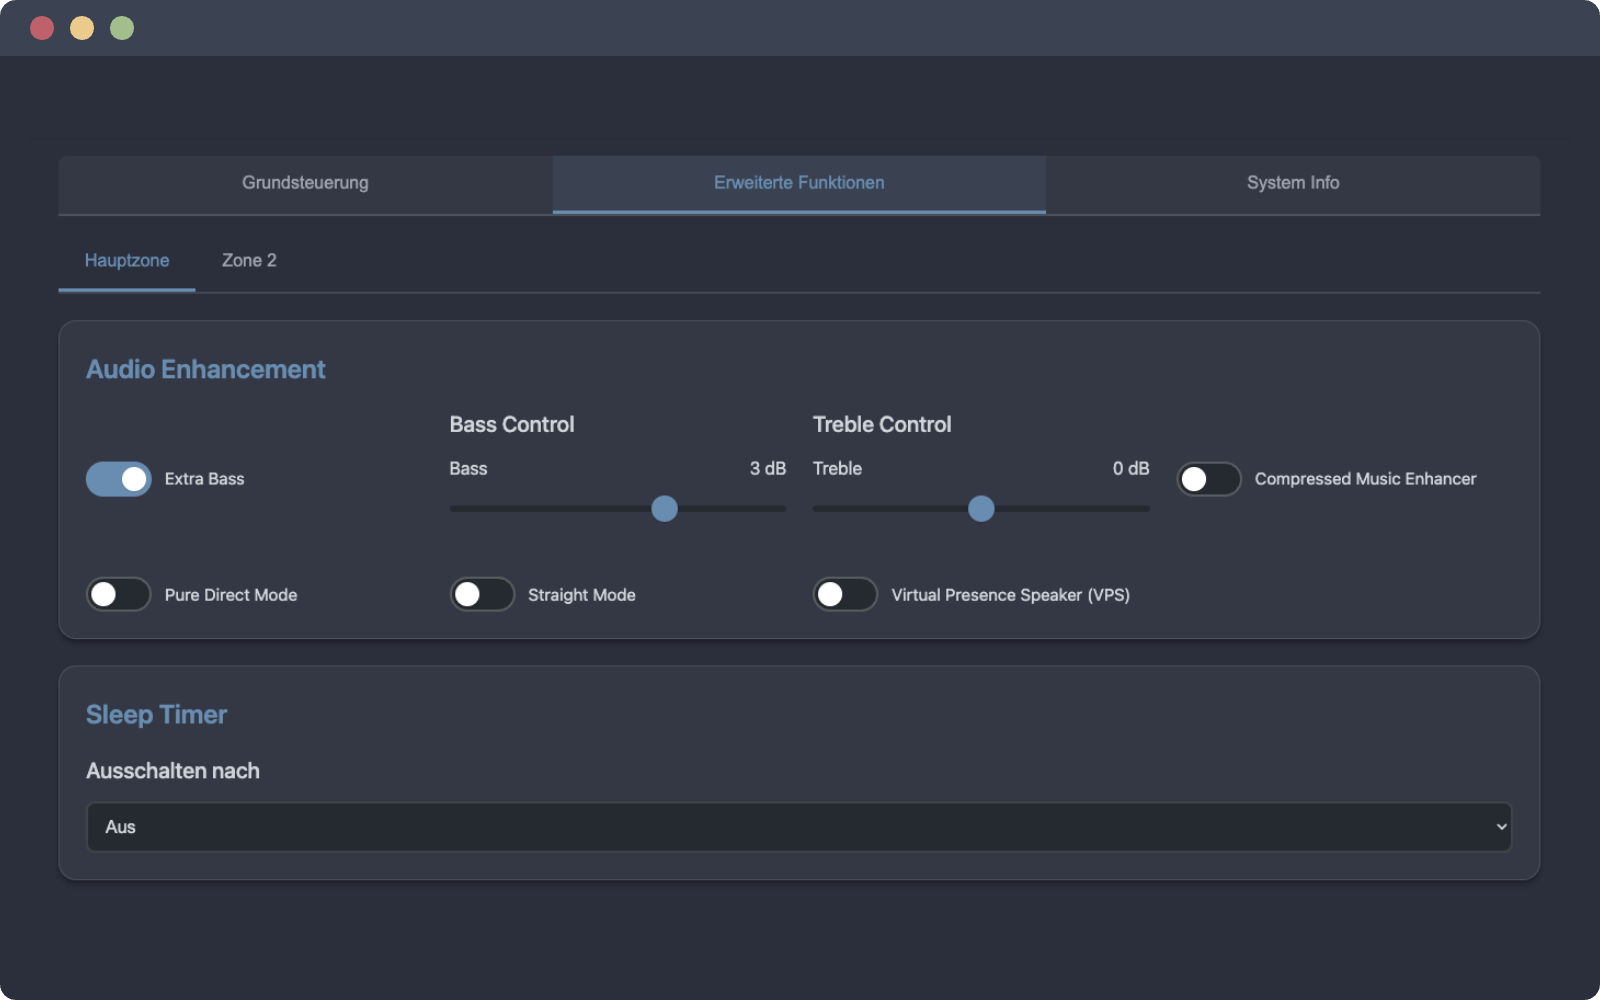 Grundsteuerung
Erweiterte Funktionen
System Info
Hauptzone
Zone 2
Audio Enhancement
Extra Bass
Bass Control
Bass 3 dB
Treble Control
Treble 0 dB
Compressed Music Enhancer
Pure Direct Mode
Straight Mode
Virtual Presence Speaker (VPS)
Sleep Timer
Ausschalten nach
Aus